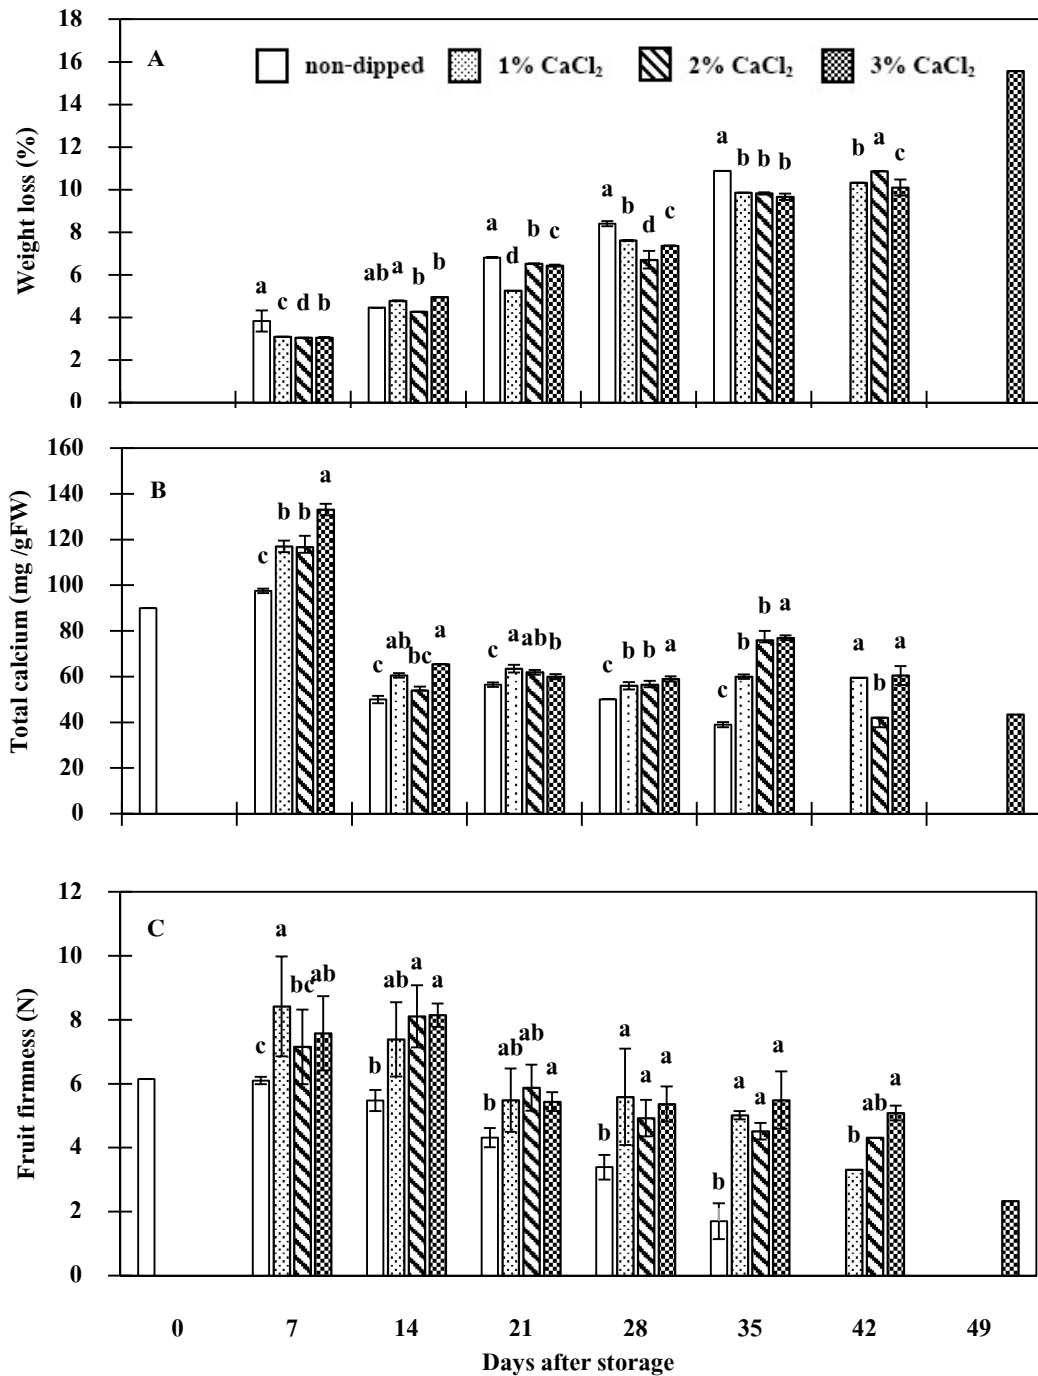 18
16
14
12
10
8
6
4
2
0
Weight loss (%)
A
non-dipped
1% CaCl₂
2% CaCl₂
3% CaCl₂
a c d b
ab a b b
a d b c
a b d c
a b b b
b a c
160
140
120
100
80
60
40
20
0
Total calcium (mg /gFW)
B
c b b a
c ab bc a
c a ab b
c b b a
c b b a
a b a
12
10
8
6
4
2
0
Fruit firmness (N)
C
c a bc ab
b ab a a
b ab ab a
b a a a
b a a a
b ab a
0 7 14 21 28 35 42 49
Days after storage